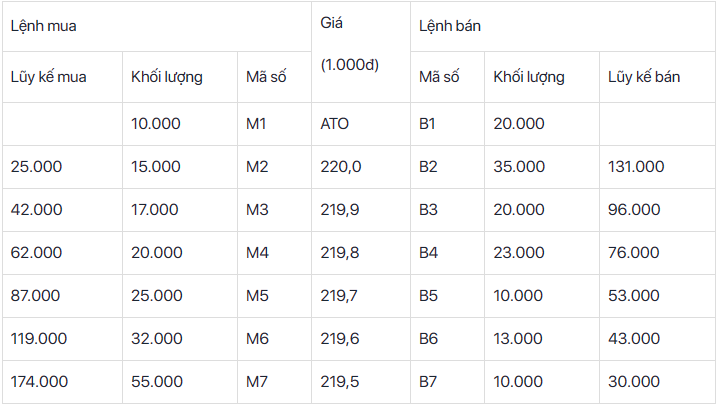 Lệnh mua Giá (1.000đ) Lệnh bán
Lũy kế mua Khối lượng Mã số Mã số Khối lượng Lũy kế bán
10.000 M1 ATO B1 20.000
25.000 15.000 M2 220,0 B2 35.000 131.000
42.000 17.000 M3 219,9 B3 20.000 96.000
62.000 20.000 M4 219,8 B4 23.000 76.000
87.000 25.000 M5 219,7 B5 10.000 53.000
119.000 32.000 M6 219,6 B6 13.000 43.000
174.000 55.000 M7 219,5 B7 10.000 30.000